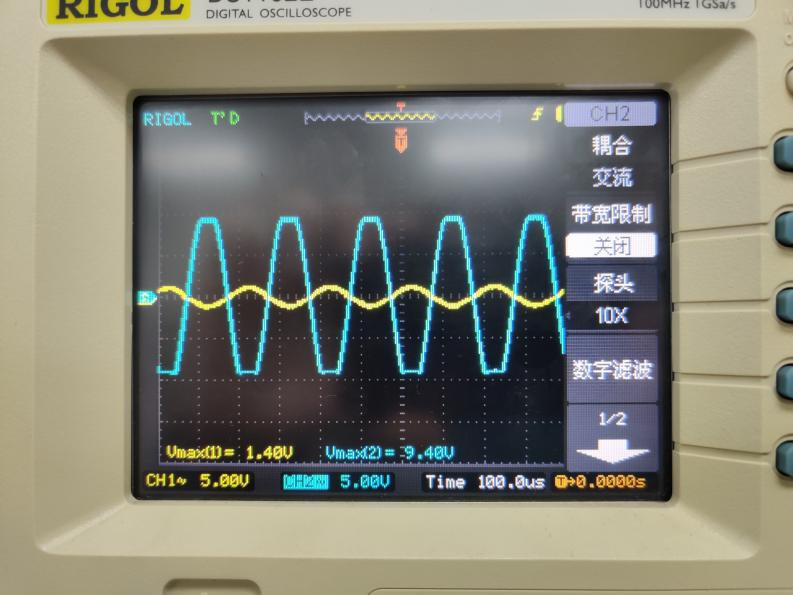 RIGOL
DIGITAL OSCILLOSCOPE
100MHz 1GSa/s
RIGOL T'D
T
T
CH2
耦合
交流
带宽限制
关闭
探头
10X
数字滤波
1/2
Vmax(1)= 1.40V Vmax(2)= 9.40V
CH1~ 5.00V 5.00V Time 100.0us T→0.0000s